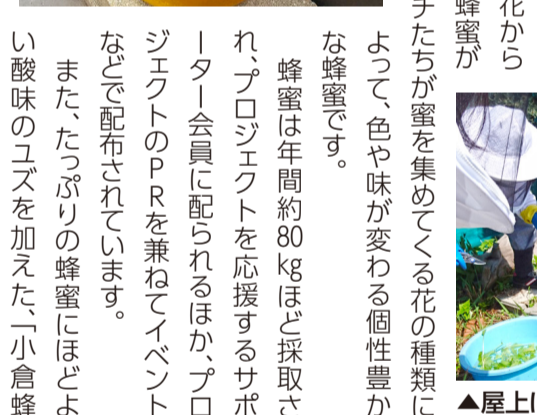 花から
蜂蜜が
チたちが蜜を集めてくる花の種類に
よって、色や味が変わる個性豊か
な蜂蜜です。
蜂蜜は年間約80kgほど採取さ
れ、プロジェクトを応援するサポ
ーター会員に配られるほか、プロ
ジェクトのPRを兼ねてイベント
などで配布されています。
また、たっぷりの蜂蜜にほどよ
い酸味のユズを加えた、「小倉蜂
▲屋上